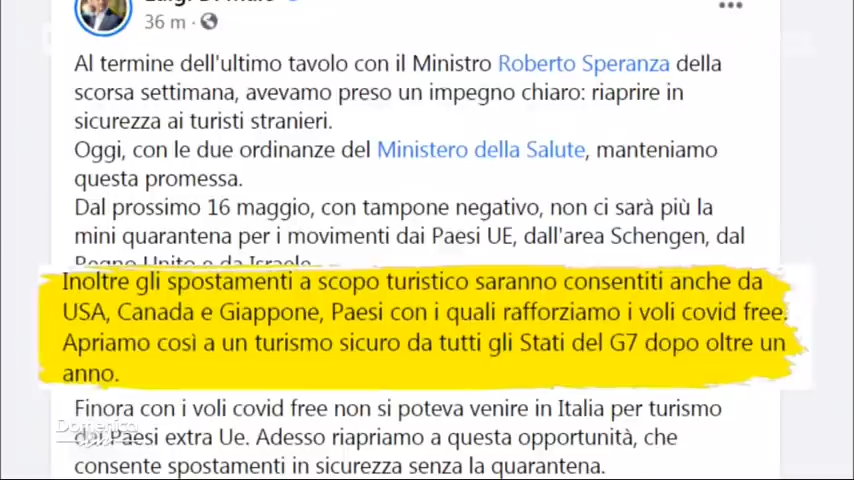 36 m ·
Al termine dell'ultimo tavolo con il Ministro Roberto Speranza della
scorsa settimana, avevamo preso un impegno chiaro: riaprire in
sicurezza ai turisti stranieri.
Oggi, con le due ordinanze del Ministero della Salute, manteniamo
questa promessa.
Dal prossimo 16 maggio, con tampone negativo, non ci sarà più la
mini quarantena per i movimenti dai Paesi UE, dall'area Schengen, dal
Regno Unito e da Israele
Inoltre gli spostamenti a scopo turistico saranno consentiti anche da
USA, Canada e Giappone, Paesi con i quali rafforziamo i voli covid free.
Apriamo così a un turismo sicuro da tutti gli Stati del G7 dopo oltre un
anno.
Finora con i voli covid free non si poteva venire in Italia per turismo
dai Paesi extra Ue. Adesso riapriamo a questa opportunità, che
consente spostamenti in sicurezza senza la quarantena.
Domenica